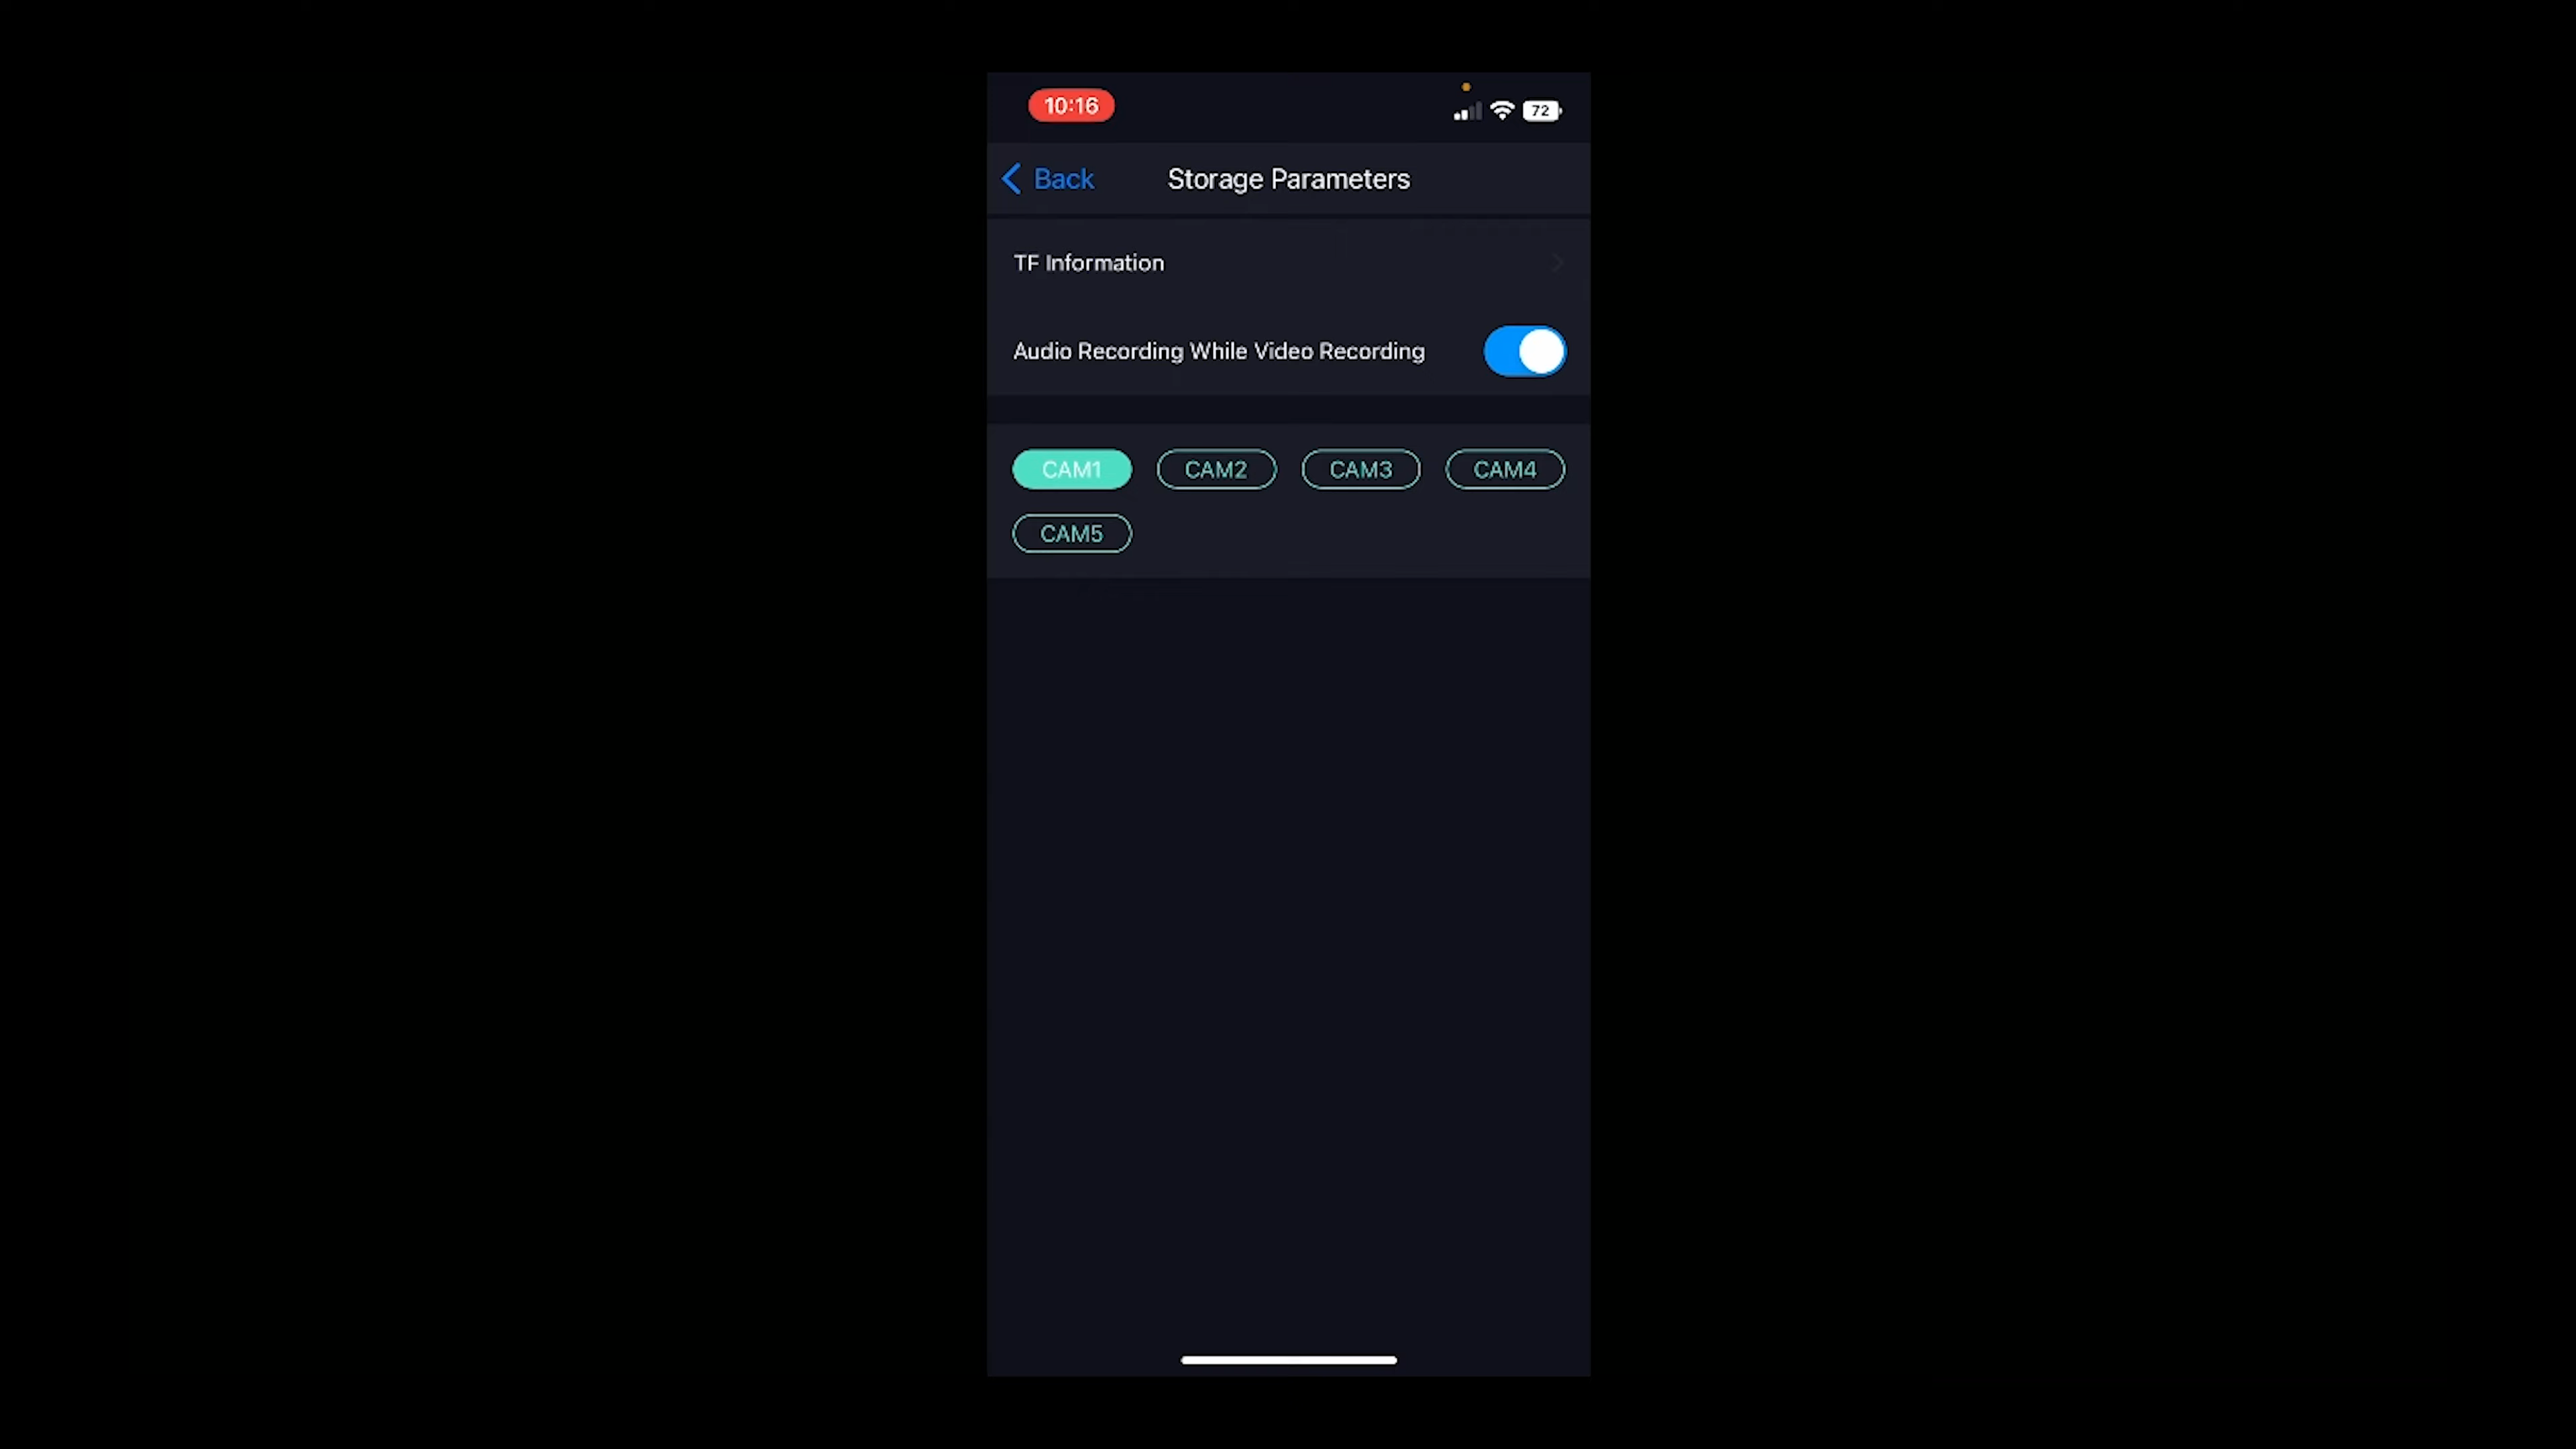 10:16
72
Back
Storage Parameters
TF Information
Audio Recording While Video Recording
CAM1 CAM2 CAM3 CAM4
CAM5